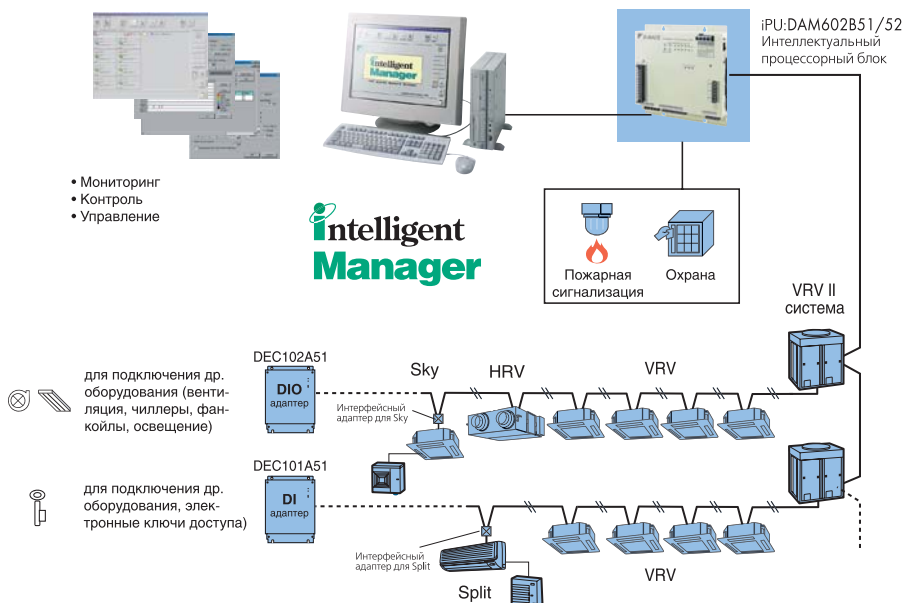 iPU:DAM602B51/52
Интеллектуальный
процессорный блок
intelligent
Manager
• Мониторинг
• Контроль
• Управление
intelligent
Manager
Пожарная
сигнализация
Охрана
VRV II
система
DEC102A51
для подключения др.
оборудования (венти-
ляция, чиллеры, фан-
койлы, освещение)
DIO
адаптер
Sky
HRV
VRV
Интерфейсный
адаптер для Sky
DEC101A51
для подключения др.
оборудования, элек-
тронные ключи доступа)
DI
адаптер
Интерфейсный
адаптер для Split
Split
VRV